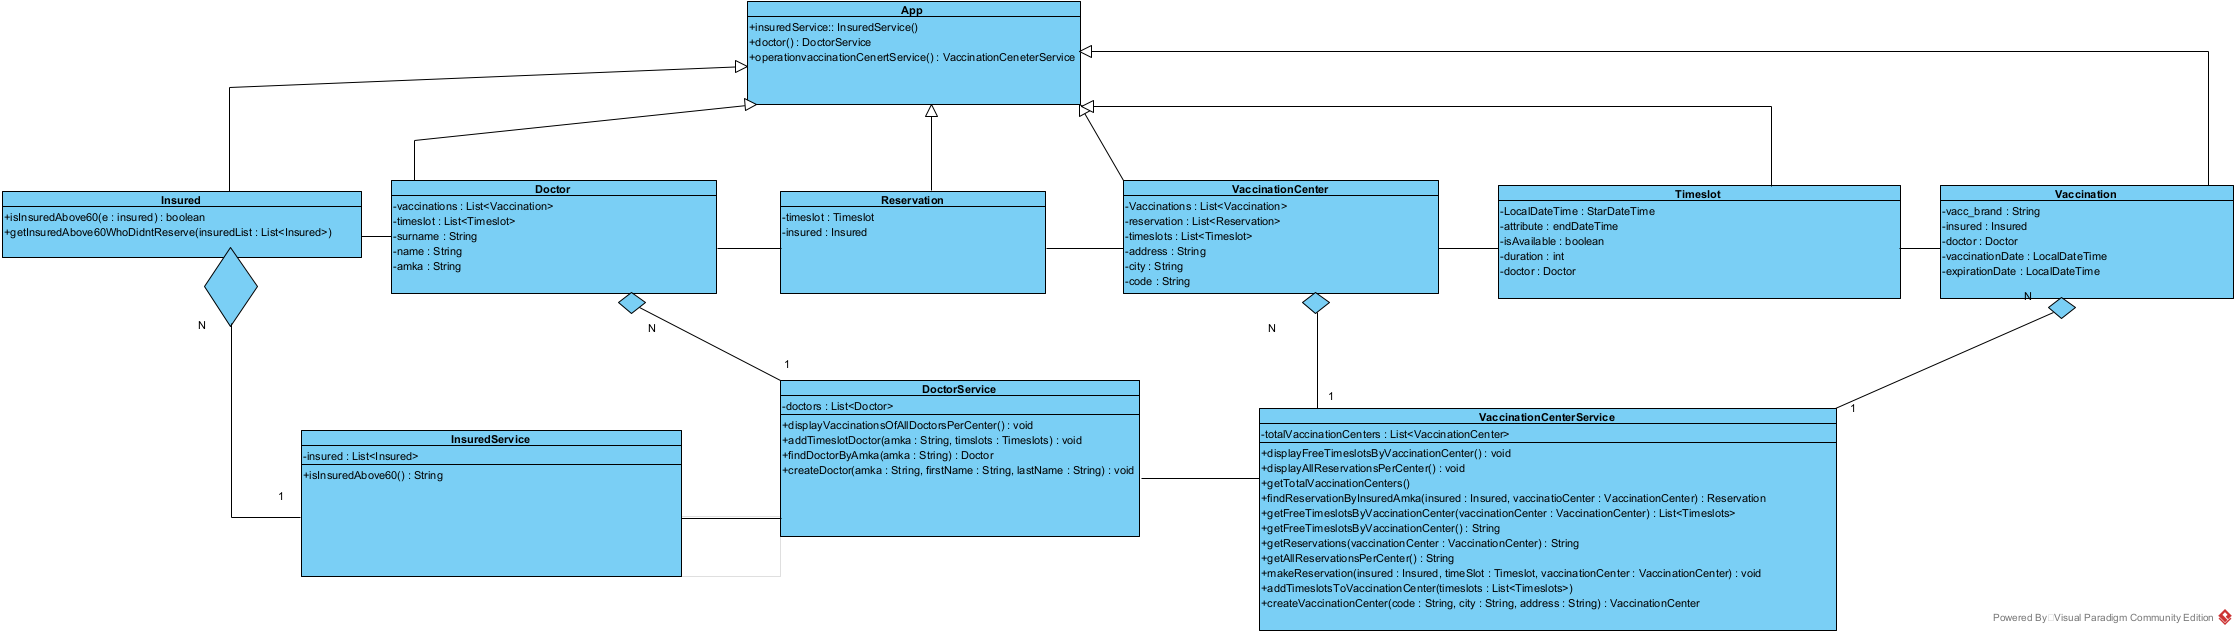 App
+insuredService:: InsuredService()
+doctor() : DoctorService
+operationvaccinationCenertService() : VaccinationCeneterService
Insured
+isInsuredAbove60(e : insured) : boolean
+getInsuredAbove60WhoDidntReserve(insuredList : List<Insured>)
Doctor
-vaccinations : List<Vaccination>
-timeslot : List<Timeslot>
-surname : String
-name : String
-amka : String
Reservation
-timeslot : Timeslot
-insured : Insured
VaccinationCenter
-Vaccinations : List<Vaccination>
-reservation : List<Reservation>
-timeslots : List<Timeslot>
-address : String
-city : String
-code : String
Timeslot
-LocalDateTime : StarDateTime
-attribute : endDateTime
-isAvailable : boolean
-duration : int
-doctor : Doctor
Vaccination
-vacc_brand : String
-insured : Insured
-doctor : Doctor
-vaccinationDate : LocalDateTime
-expirationDate : LocalDateTime
N
N
N
N
1
1
1
1
InsuredService
-insured : List<Insured>
+isInsuredAbove60() : String
DoctorService
-doctors : List<Doctor>
+displayVaccinationsOfAllDoctorsPerCenter() : void
+addTimeslotDoctor(amka : String, timslots : Timeslots) : void
+findDoctorByAmka(amka : String) : Doctor
+createDoctor(amka : String, firstName : String, lastName : String) : void
VaccinationCenterService
-totalVaccinationCenters : List<VaccinationCenter>
+displayFreeTimeslotsByVaccinationCenter() : void
+displayAllReservationsPerCenter() : void
+getTotalVaccinationCenters()
+findReservationByInsuredAmka(insured : Insured, vaccinatioCenter : VaccinationCenter) : Reservation
+getFreeTimeslotsByVaccinationCenter(vaccinationCenter : VaccinationCenter) : List<Timeslots>
+getFreeTimeslotsByVaccinationCenter() : String
+getReservations(vaccinationCenter : VaccinationCenter) : String
+getAllReservationsPerCenter() : String
+makeReservation(insured : Insured, timeSlot : Timeslot, vaccinationCenter : VaccinationCenter) : void
+addTimeslotsToVaccinationCenter(timeslots : List<Timeslots>)
+createVaccinationCenter(code : String, city : String, address : String) : VaccinationCenter
Powered By Visual Paradigm Community Edition